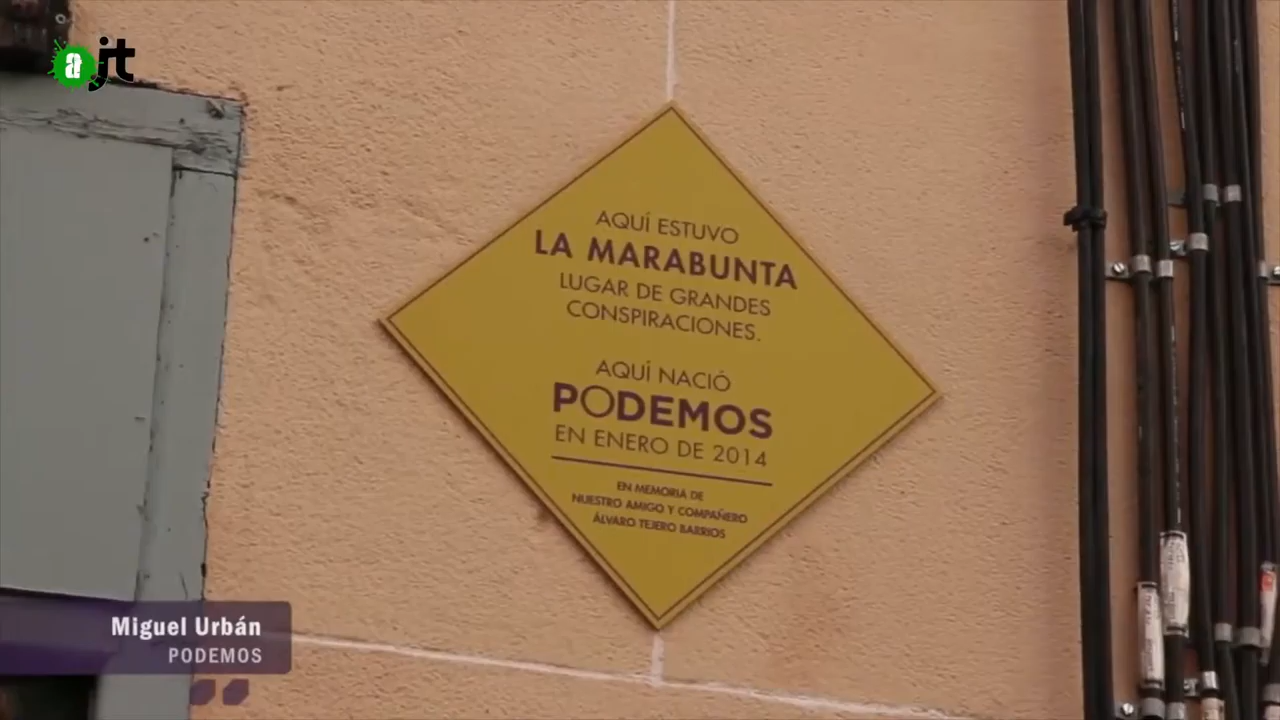 a jt
AQUÍ ESTUVO
LA MARABUNTA
LUGAR DE GRANDES
CONSPIRACIONES.
AQUÍ NACIÓ
PODEMOS
EN ENERO DE 2014
EN MEMORIA DE
NUESTRO AMIGO Y COMPAÑERO
ÁLVARO TEJERO BARRIOS
Miguel Urbán
PODEMOS